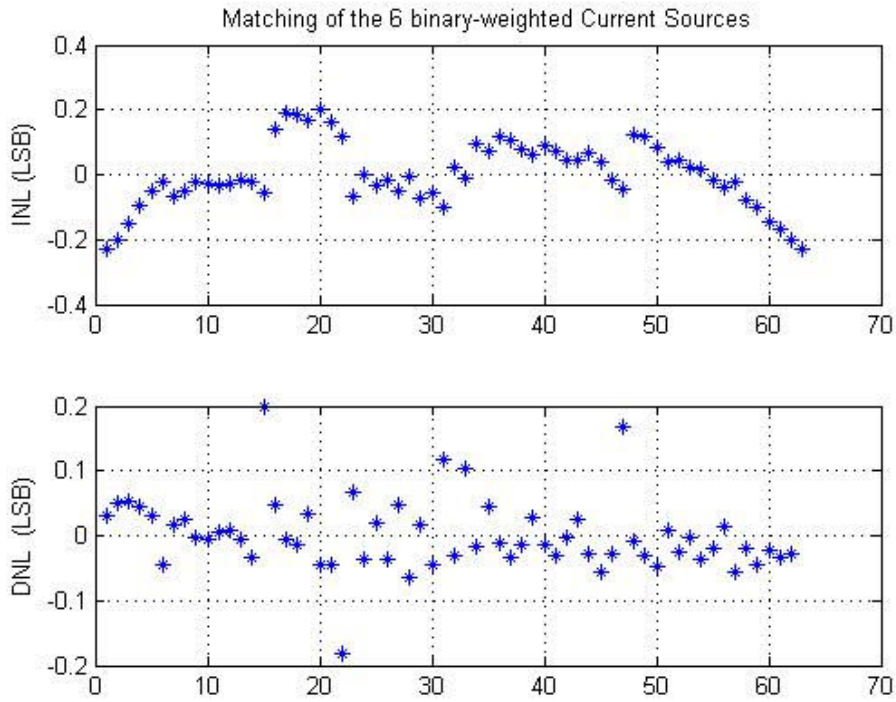 Matching of the 6 binary-weighted Current Sources
INL (LSB)
0.4
0.2
0
-0.2
-0.4
0 10 20 30 40 50 60 70
DNL (LSB)
0.2
0.1
0
-0.1
-0.2
0 10 20 30 40 50 60 70